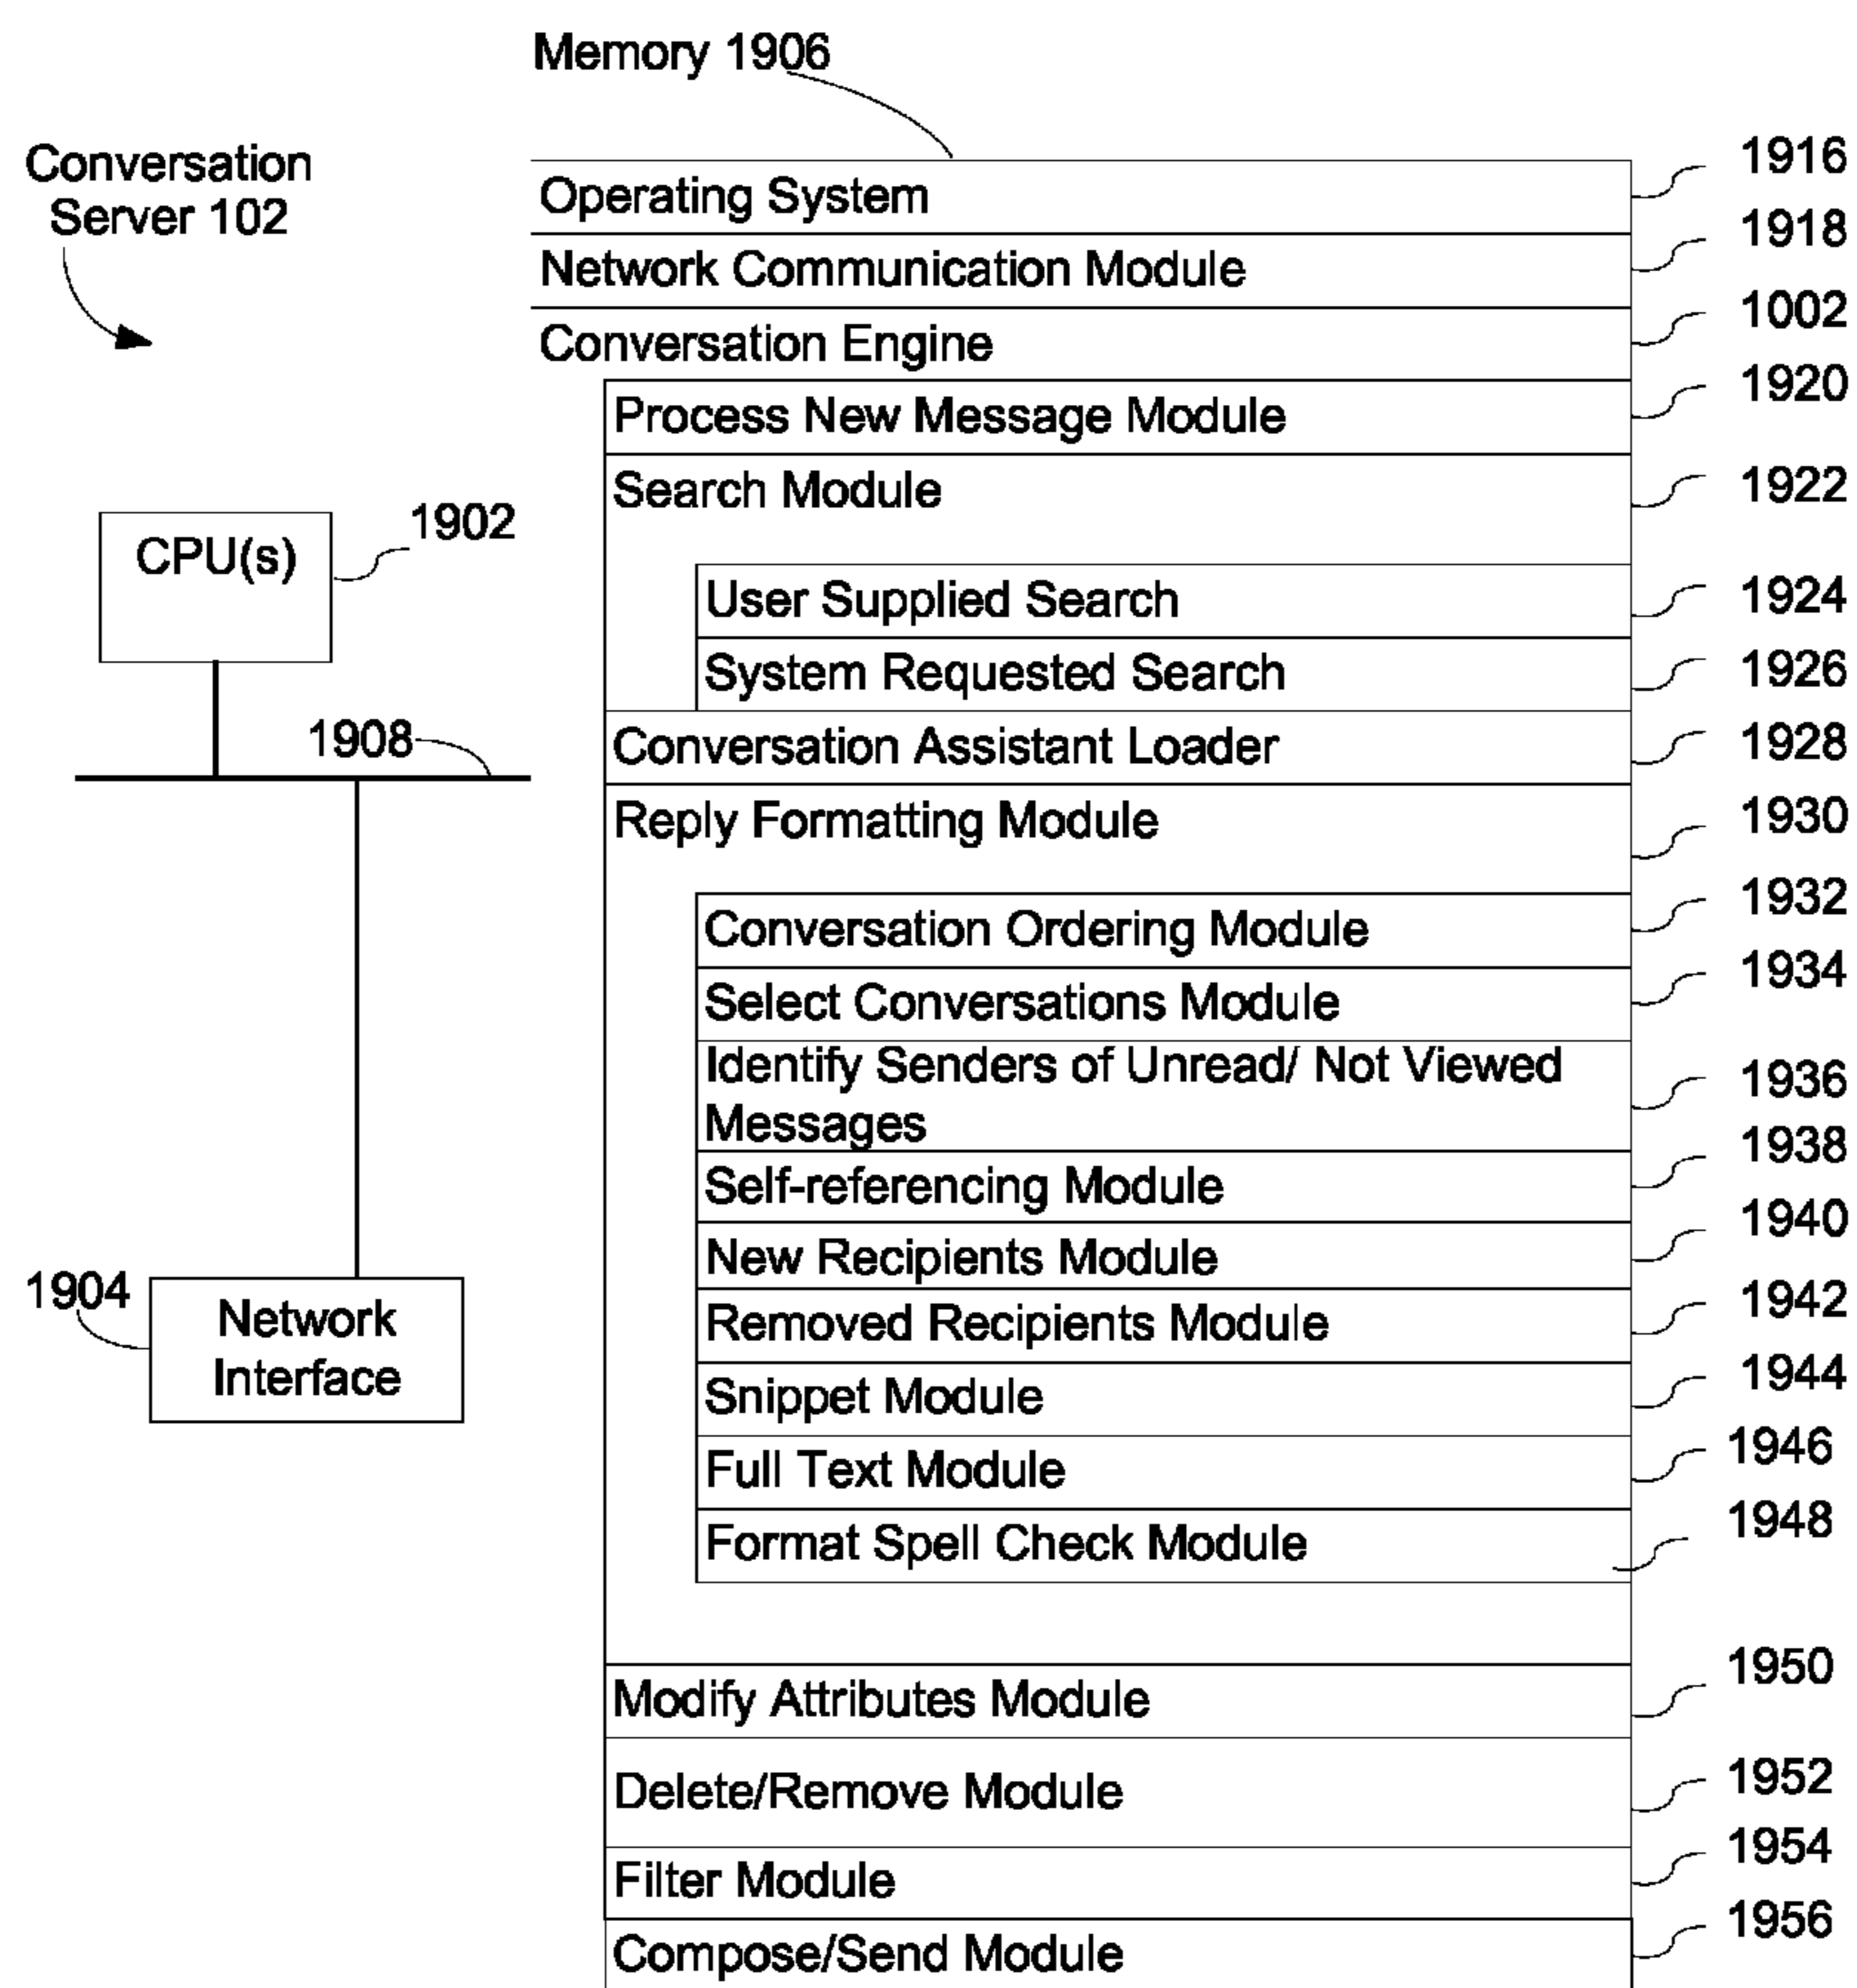 Memory 1906
Conversation
Server 102
Operating System 1916
Network Communication Module 1918
Conversation Engine 1002
Process New Message Module 1920
Search Module 1922
CPU(s) 1902
User Supplied Search 1924
System Requested Search 1926
1908
Conversation Assistant Loader 1928
Reply Formatting Module 1930
Conversation Ordering Module 1932
Select Conversations Module 1934
Identify Senders of Unread/ Not Viewed 1936
Messages
Self-referencing Module 1938
New Recipients Module 1940
1904
Network
Interface
Removed Recipients Module 1942
Snippet Module 1944
Full Text Module 1946
Format Spell Check Module 1948
Modify Attributes Module 1950
Delete/Remove Module 1952
Filter Module 1954
Compose/Send Module 1956